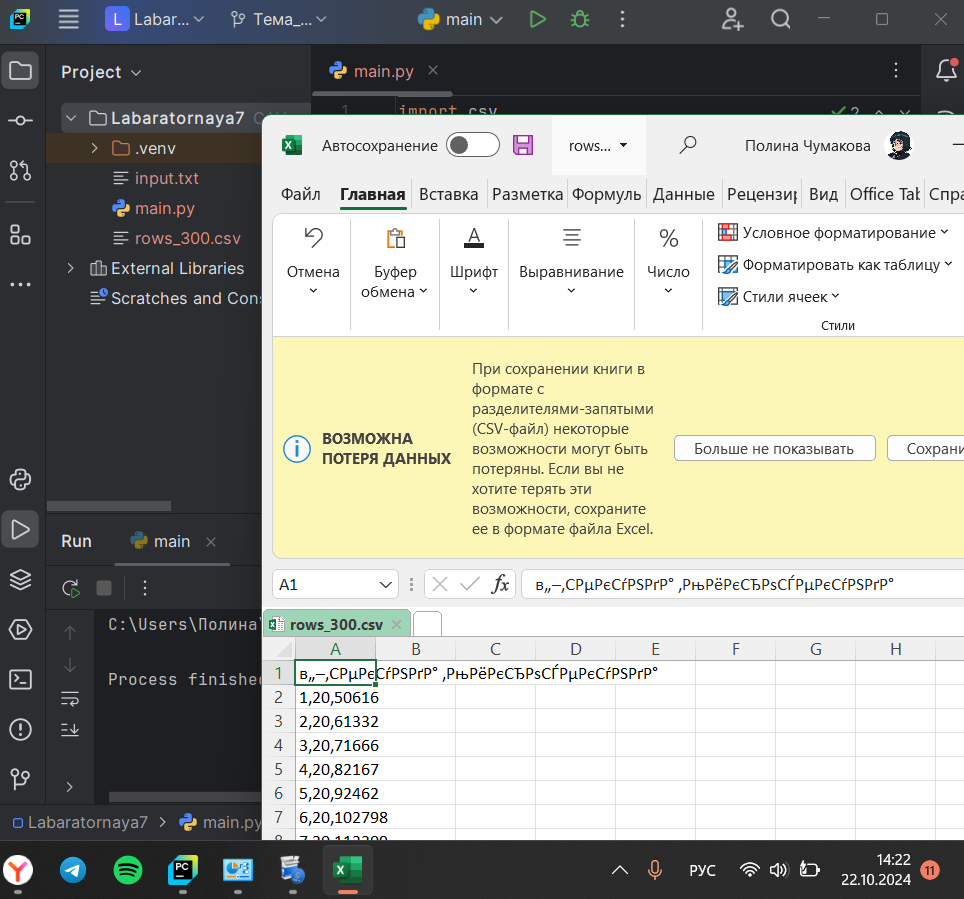 PC
L
Labar...
Тема_...
main
Project
main.py
Labaratornaya7
.venv
input.txt
main.py
rows_300.csv
External Libraries
Scratches and Con
1 import csv
2
Автосохранение
rows...
Полина Чумакова
Файл
Главная
Вставка
Разметка
Формуль
Данные
Рецензир
Вид
Office Tab
Спра
Отмена
Буфер обмена
Шрифт
Выравнивание
Число
Условное форматирование
Форматировать как таблицу
Стили ячеек
Стили
ВОЗМОЖНА
ПОТЕРЯ ДАННЫХ
При сохранении книги в
формате с
разделителями-запятыми
(CSV-файл) некоторые
возможности могут быть
потеряны. Если вы не
хотите терять эти
возможности, сохраните
ее в формате файла Excel.
Больше не показывать
Сохрани
Run
main
C:\Users\Полина\
Process finished
A1
fx
в„–,СРµРєСѓРЅРґР° ,РњРёРєСЂРѕСЃРµРєСѓРЅРґР°
rows_300.csv
A B C D E F G H
1 в„–,СРµРєСѓРЅРґР° ,РњРёРєСЂРѕСЃРµРєСѓРЅРґР°
2 1,20,50616
3 2,20,61332
4 3,20,71666
5 4,20,82167
6 5,20,92462
7 6,20,102798
Labaratornaya7 > main.py
РУС
14:22
22.10.2024
11